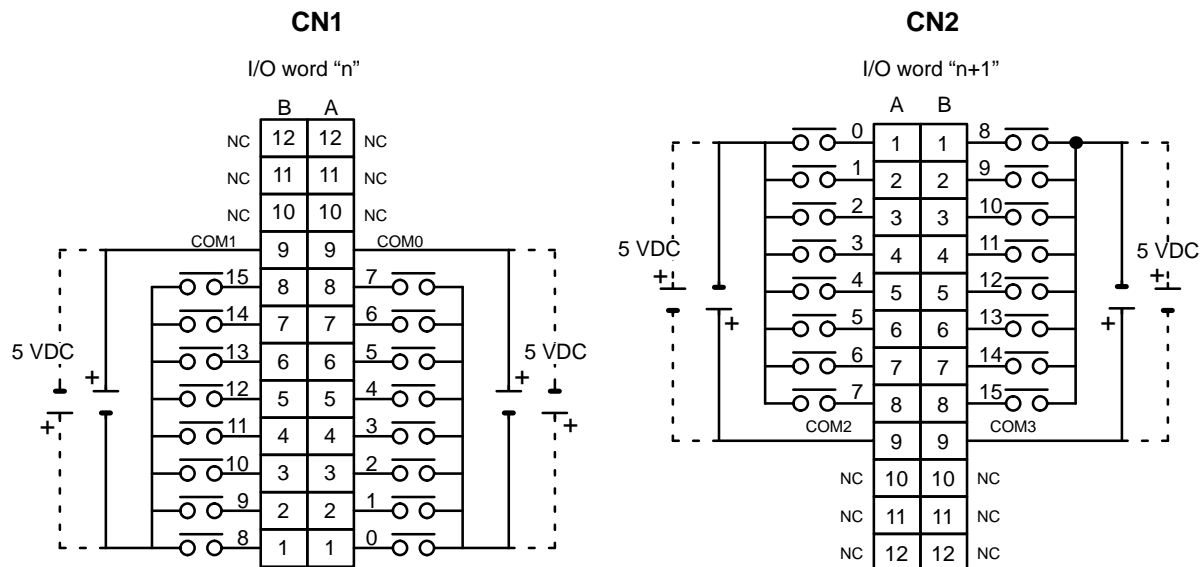 CN1
I/O word “n”
B A
NC 12 12 NC
NC 11 11 NC
NC 10 10 NC
COM1 9 9 COM0
15 8 8 7
14 7 7 6
13 6 6 5
12 5 5 4
11 4 4 3
10 3 3 2
9 2 2 1
8 1 1 0
5 VDC + +
5 VDC + +
CN2
I/O word “n+1”
A B
0 1 1 8
1 2 2 9
2 3 3 10
3 4 4 11
4 5 5 12
5 6 6 13
6 7 7 14
7 8 8 15
COM2 9 9 COM3
NC 10 10 NC
NC 11 11 NC
NC 12 12 NC
5 VDC + +
5 VDC + +